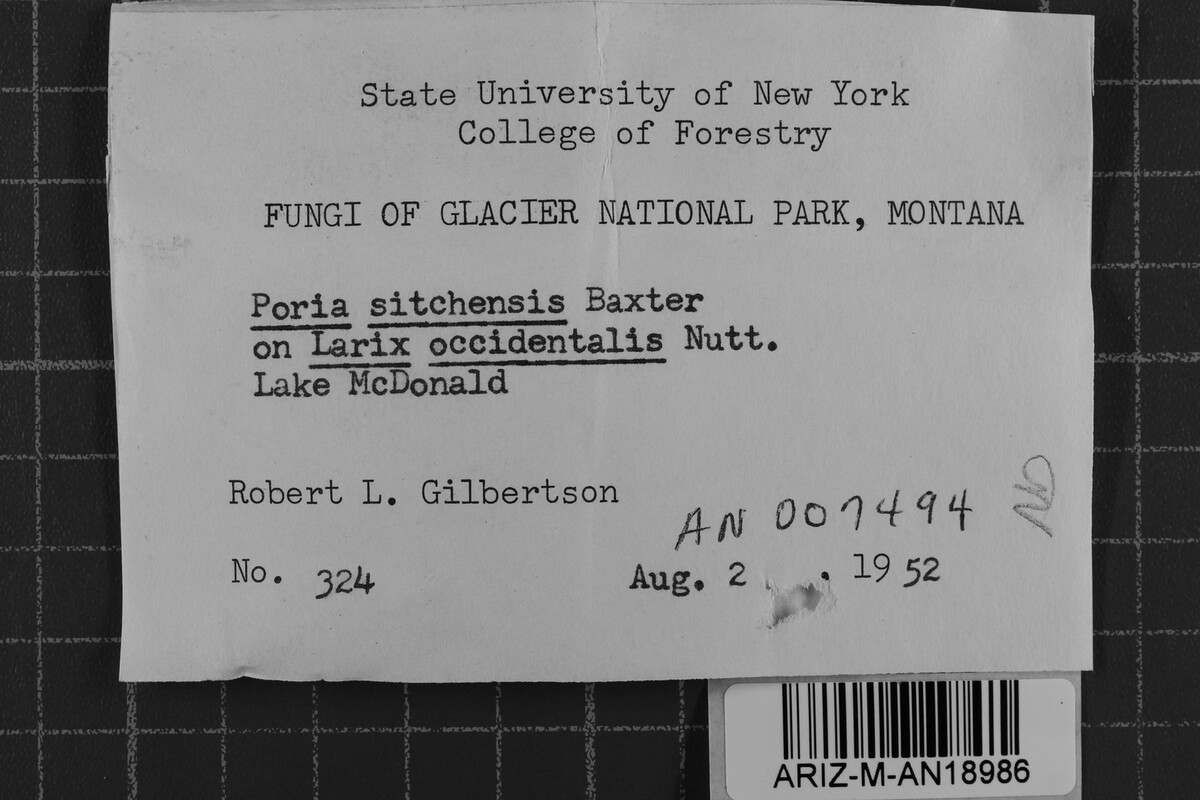 State University of New York
College of Forestry
FUNGI OF GLACIER NATIONAL PARK, MONTANA
Poria sitchensis Baxter
on Larix occidentalis Nutt.
Lake McDonald
Robert L. Gilbertson
AN 007494
No. 324
Aug. 2 . 1952
ARIZ-M-AN18986